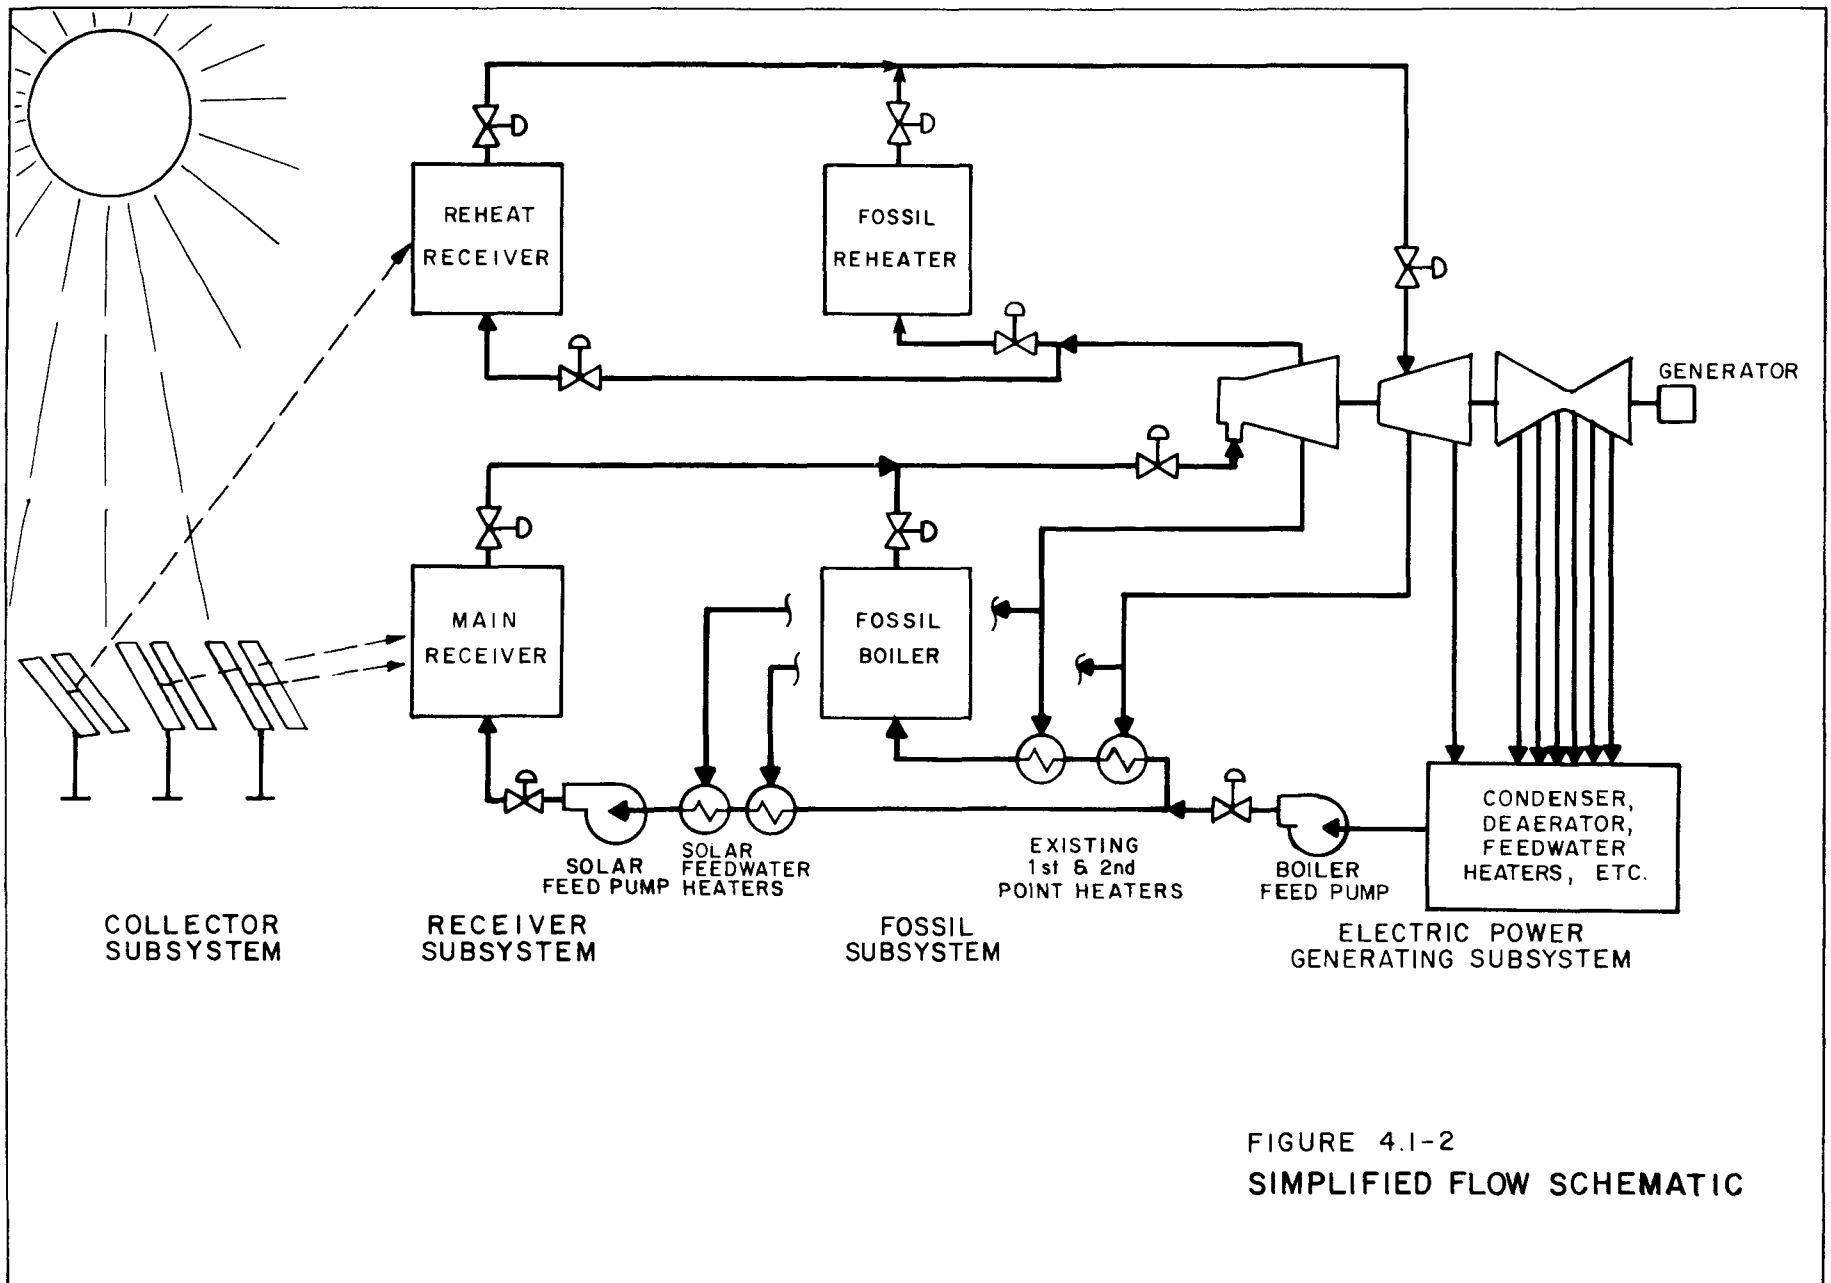 REHEAT
RECEIVER
FOSSIL
REHEATER
GENERATOR
MAIN
RECEIVER
FOSSIL
BOILER
SOLAR
FEED PUMP
SOLAR
FEEDWATER
HEATERS
EXISTING
1st & 2nd
POINT HEATERS
BOILER
FEED PUMP
CONDENSER,
DEAERATOR,
FEEDWATER
HEATERS, ETC.
COLLECTOR
SUBSYSTEM
RECEIVER
SUBSYSTEM
FOSSIL
SUBSYSTEM
ELECTRIC POWER
GENERATING SUBSYSTEM
FIGURE 4.1-2
SIMPLIFIED FLOW SCHEMATIC